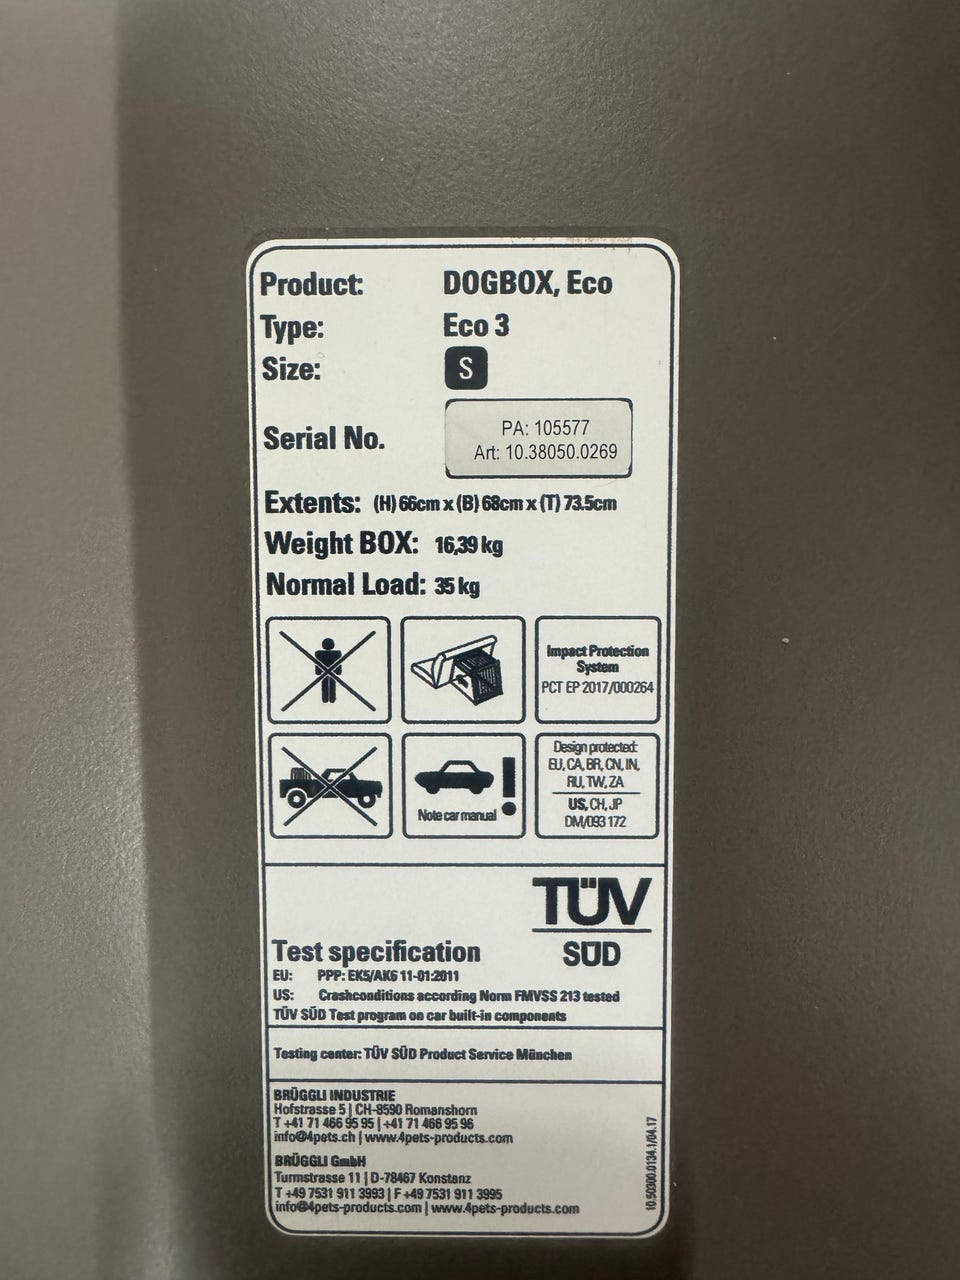 Product: DOGBOX, Eco
Type: Eco 3
Size: S
Serial No. PA: 105577
Art: 10.38050.0269
Extents: (H) 66cm x (B) 68cm x (T) 73.5cm
Weight BOX: 16,39 kg
Normal Load: 35 kg
Impact Protection
System
PCT EP 2017/000264
Note car manual
Design protected:
EU, CA, BR, CN, IN,
RU, TW, ZA
US, CH, JP
DM/093 172
TÜV
SÜD
Test specification
EU: PPP: EK5/AK6 11-01:2011
US: Crashconditions according Norm FMVSS 213 tested
TÜV SÜD Test program on car built-in components
Testing center: TÜV SÜD Product Service München
BRÜGGLI INDUSTRIE
Hofstrasse 5 | CH-8590 Romanshorn
T +41 71 466 95 95 | +41 71 466 95 96
info@4pets.ch | www.4pets-products.com
BRÜGGLI GmbH
Turmstrasse 11 | D-78467 Konstanz
T +49 7531 911 3993 | F +49 7531 911 3995
info@4pets-products.com | www.4pets-products.com
10.50300.0134.1/04.17